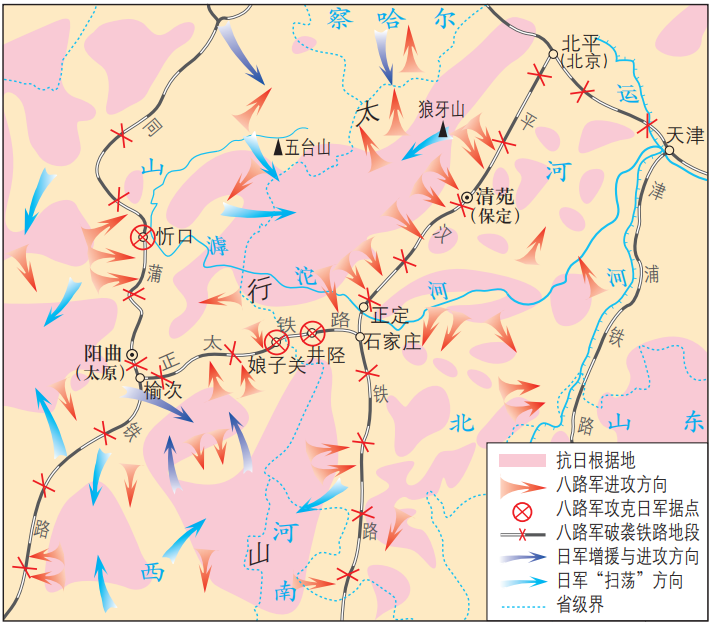 察哈尔
北平
(北京)
运
河
天津
太
狼牙山
同
平
五台山
山
河
津
清苑
(保定)
忻口
滹
汉
蒲
行
沱
河
河
浦
正定
铁
路
太
石家庄
阳曲
(太原)
正
娘子关
井陉
铁
榆次
铁
铁
北
山
东
路
路
河
路
山
西
南
抗日根据地
八路军进攻方向
八路军攻克日军据点
八路军破袭铁路地段
日军增援与进攻方向
日军“扫荡”方向
省级界